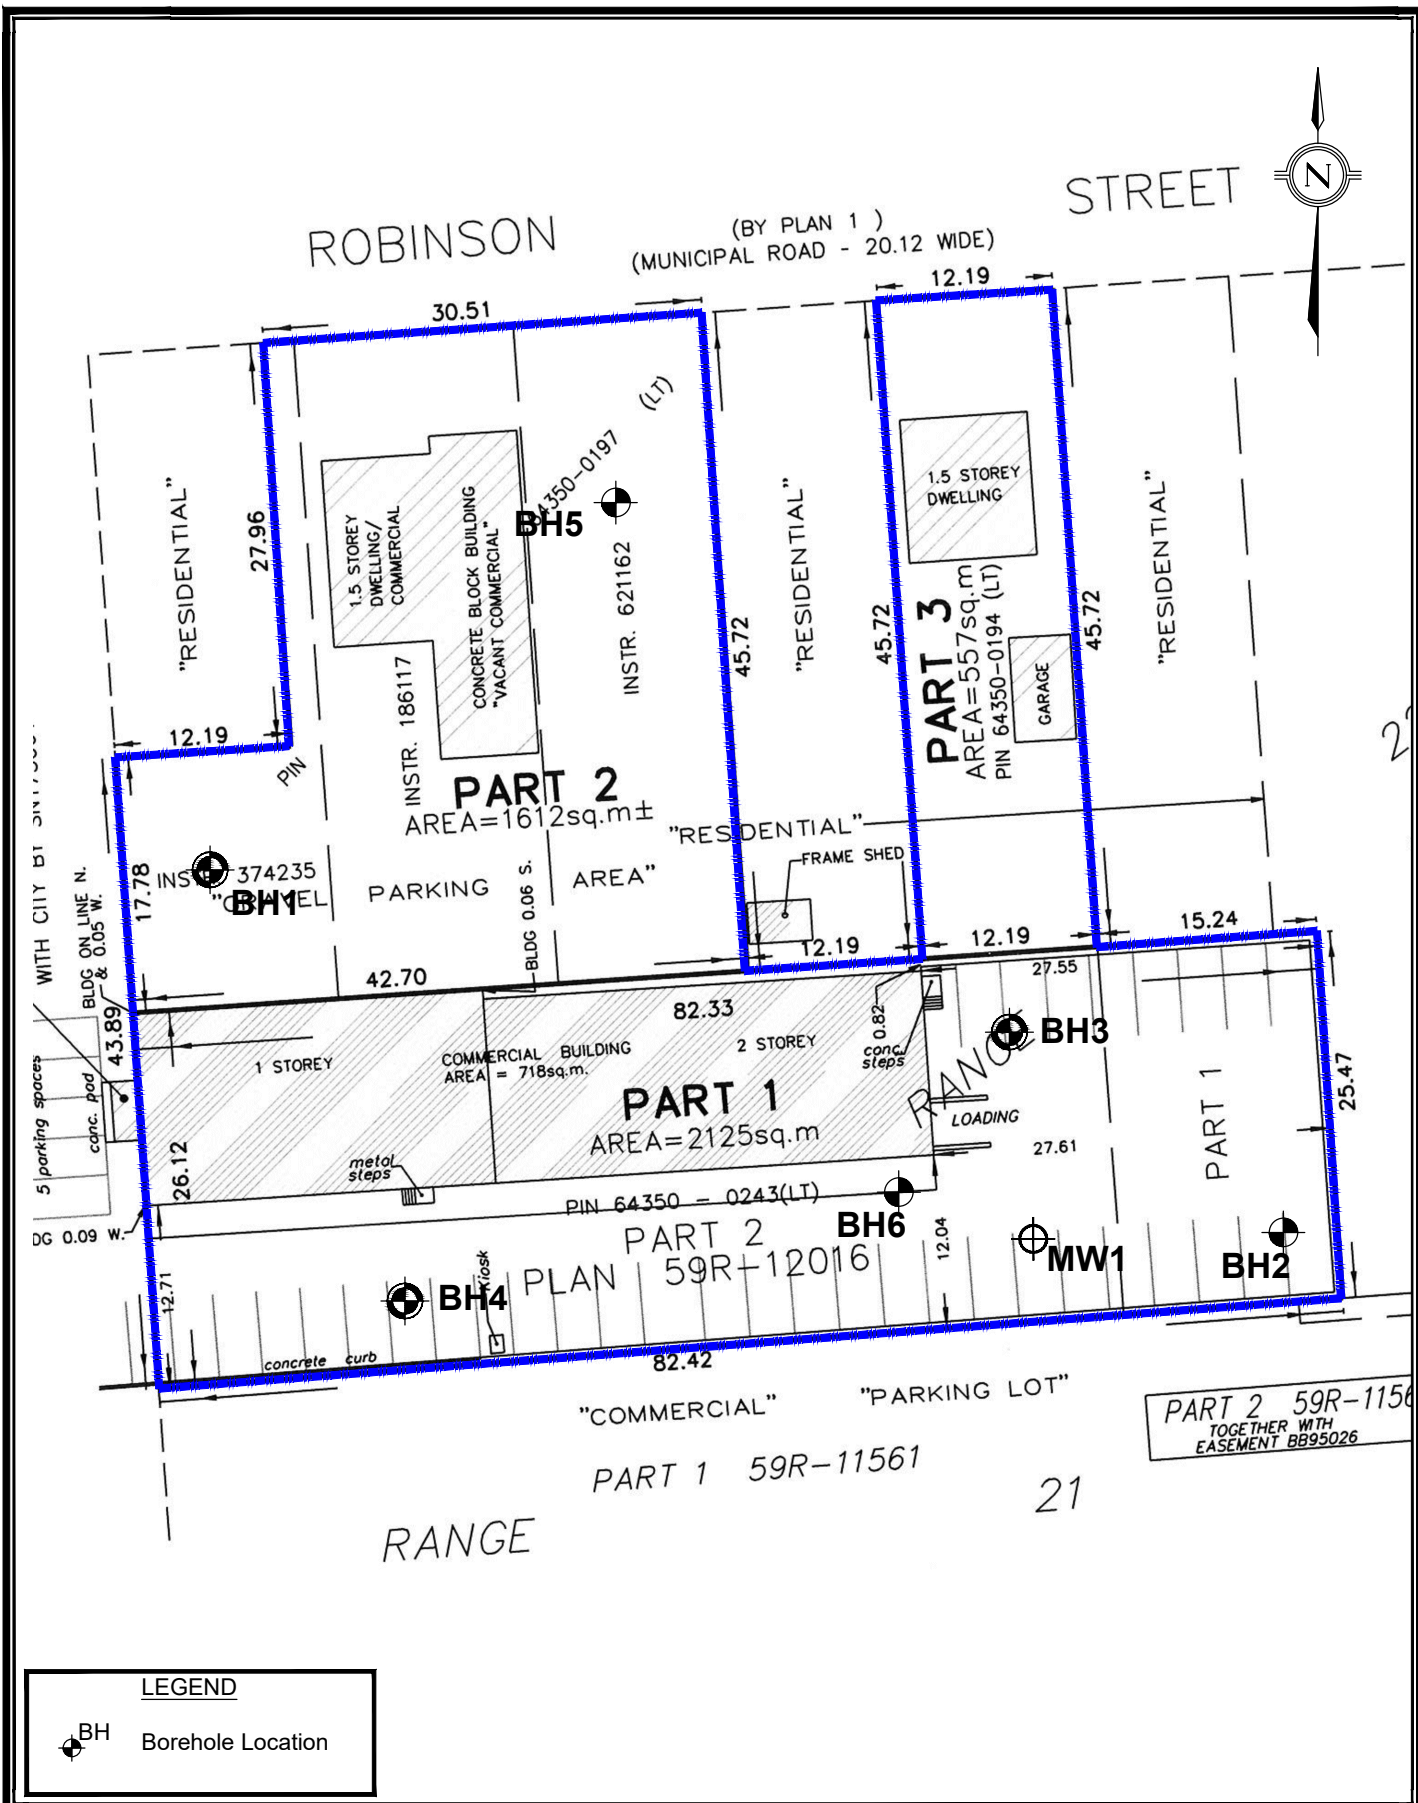 N
ROBINSON
STREET
(BY PLAN 1 )
(MUNICIPAL ROAD - 20.12 WIDE)
30.51
12.19
"RESIDENTIAL"
27.96
1.5 STOREY
DWELLING/
COMMERCIAL
CONCRETE BLOCK BUILDING
"VACANT COMMERCIAL"
64350-0197
(LT)
BH5
INSTR. 621162
45.72
"RESIDENTIAL"
45.72
1.5 STOREY
DWELLING
PART 3
AREA=557sq.m
PIN 64350-0194 (LT)
GARAGE
45.72
"RESIDENTIAL"
12.19
PIN
INSTR. 186117
PART 2
AREA=1612sq.m±
"RESIDENTIAL"
FRAME SHED
WITH CITY BY
BLDG ON LINE N.
& 0.05 W.
17.78
INST. 374235
"GRAVEL
BH1
PARKING
AREA"
BLDG 0.06 S.
42.70
12.19
12.19
15.24
27.55
43.89
82.33
0.82
conc.
steps
BH3
RANGE
1 STOREY
COMMERCIAL BUILDING
AREA = 718sq.m.
2 STOREY
PART 1
AREA=2125sq.m
LOADING
27.61
PART 1
25.47
5 parking spaces
conc. pad
26.12
metal
steps
PIN 64350 - 0243(LT)
BH6
DG 0.09 W.
PART 2
PLAN 59R-12016
12.04
MW1
BH2
12.71
BH4
Kiosk
concrete curb
82.42
"COMMERCIAL"
"PARKING LOT"
PART 2 59R-1156
TOGETHER WITH
EASEMENT BB95026
PART 1 59R-11561
21
RANGE
LEGEND
BH
Borehole Location